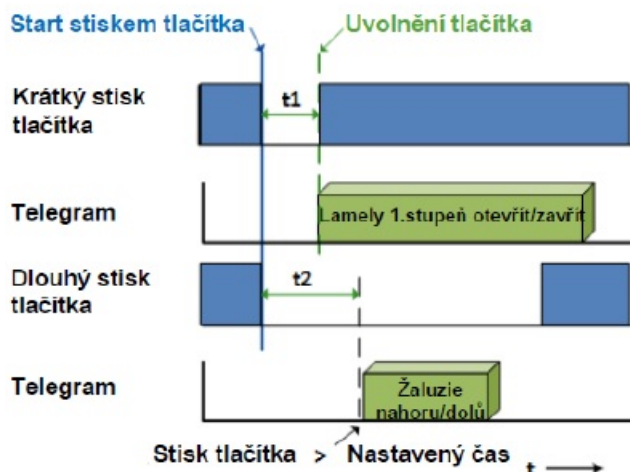 Start stiskem tlačítka
Uvolnění tlačítka
Krátký stisk
tlačítka
t1
Telegram
Lamely 1.stupeň otevřít/zavřít
Dlouhý stisk
tlačítka
t2
Telegram
Žaluzie
nahoru/dolů
Stisk tlačítka > Nastavený čas
t